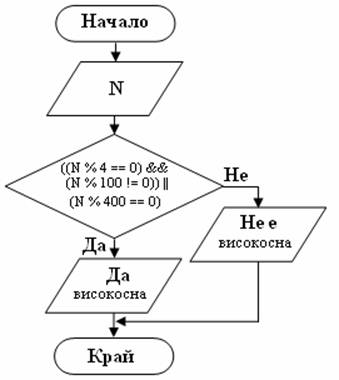 Начало
N
((N % 4 == 0) &&
(N % 100 != 0)) ||
(N % 400 == 0)
Не
Не е
високосна
Да
Да
високосна
Край